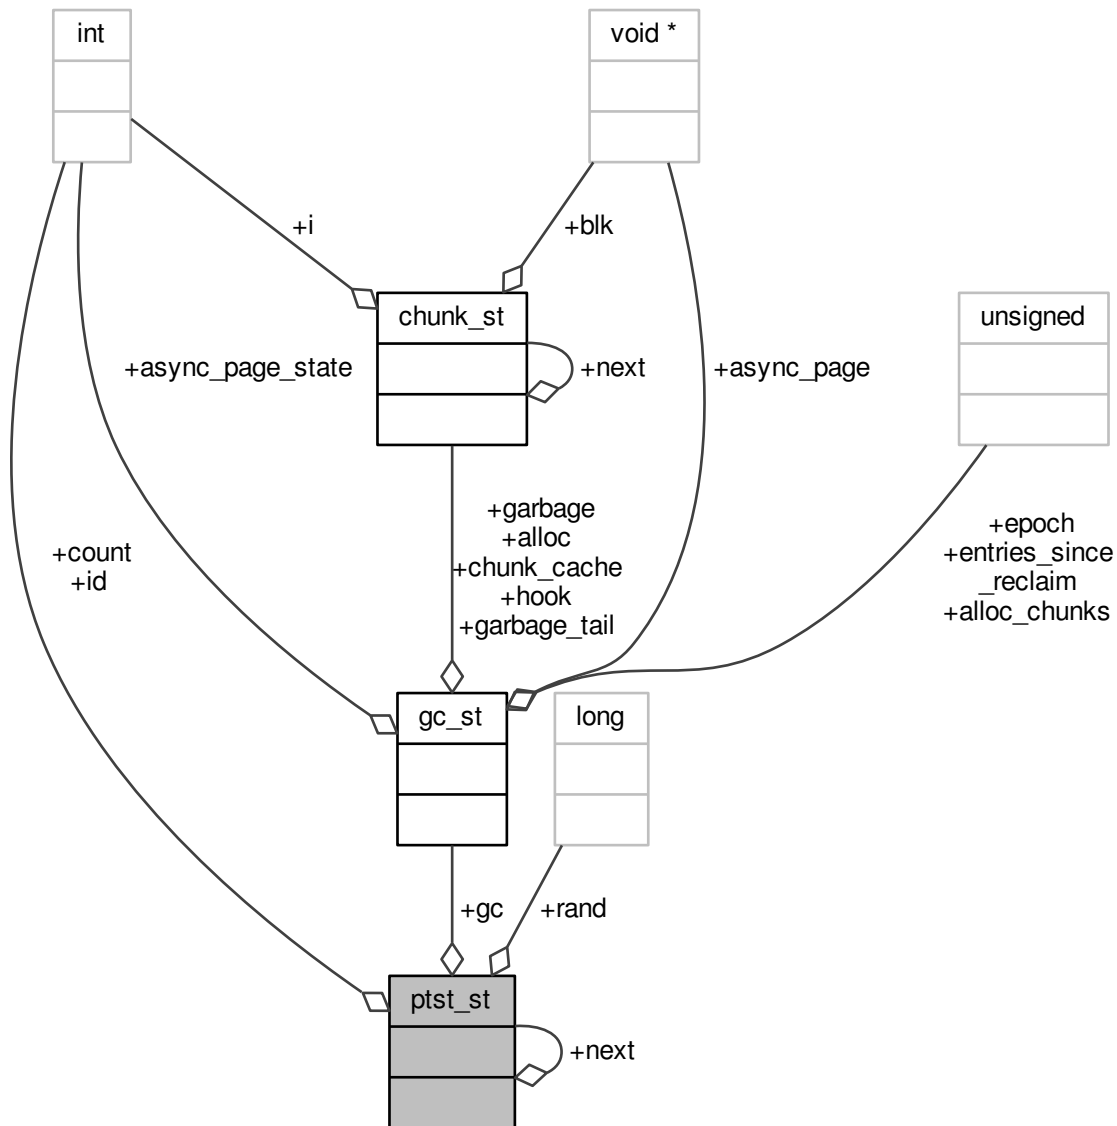 int
void *
+i
+blk
chunk_st
unsigned
+async_page_state
+next
+async_page
+garbage
+alloc
+chunk_cache
+hook
+garbage_tail
+epoch
+entries_since
_reclaim
+alloc_chunks
+count
+id
gc_st
long
+gc
+rand
ptst_st
+next